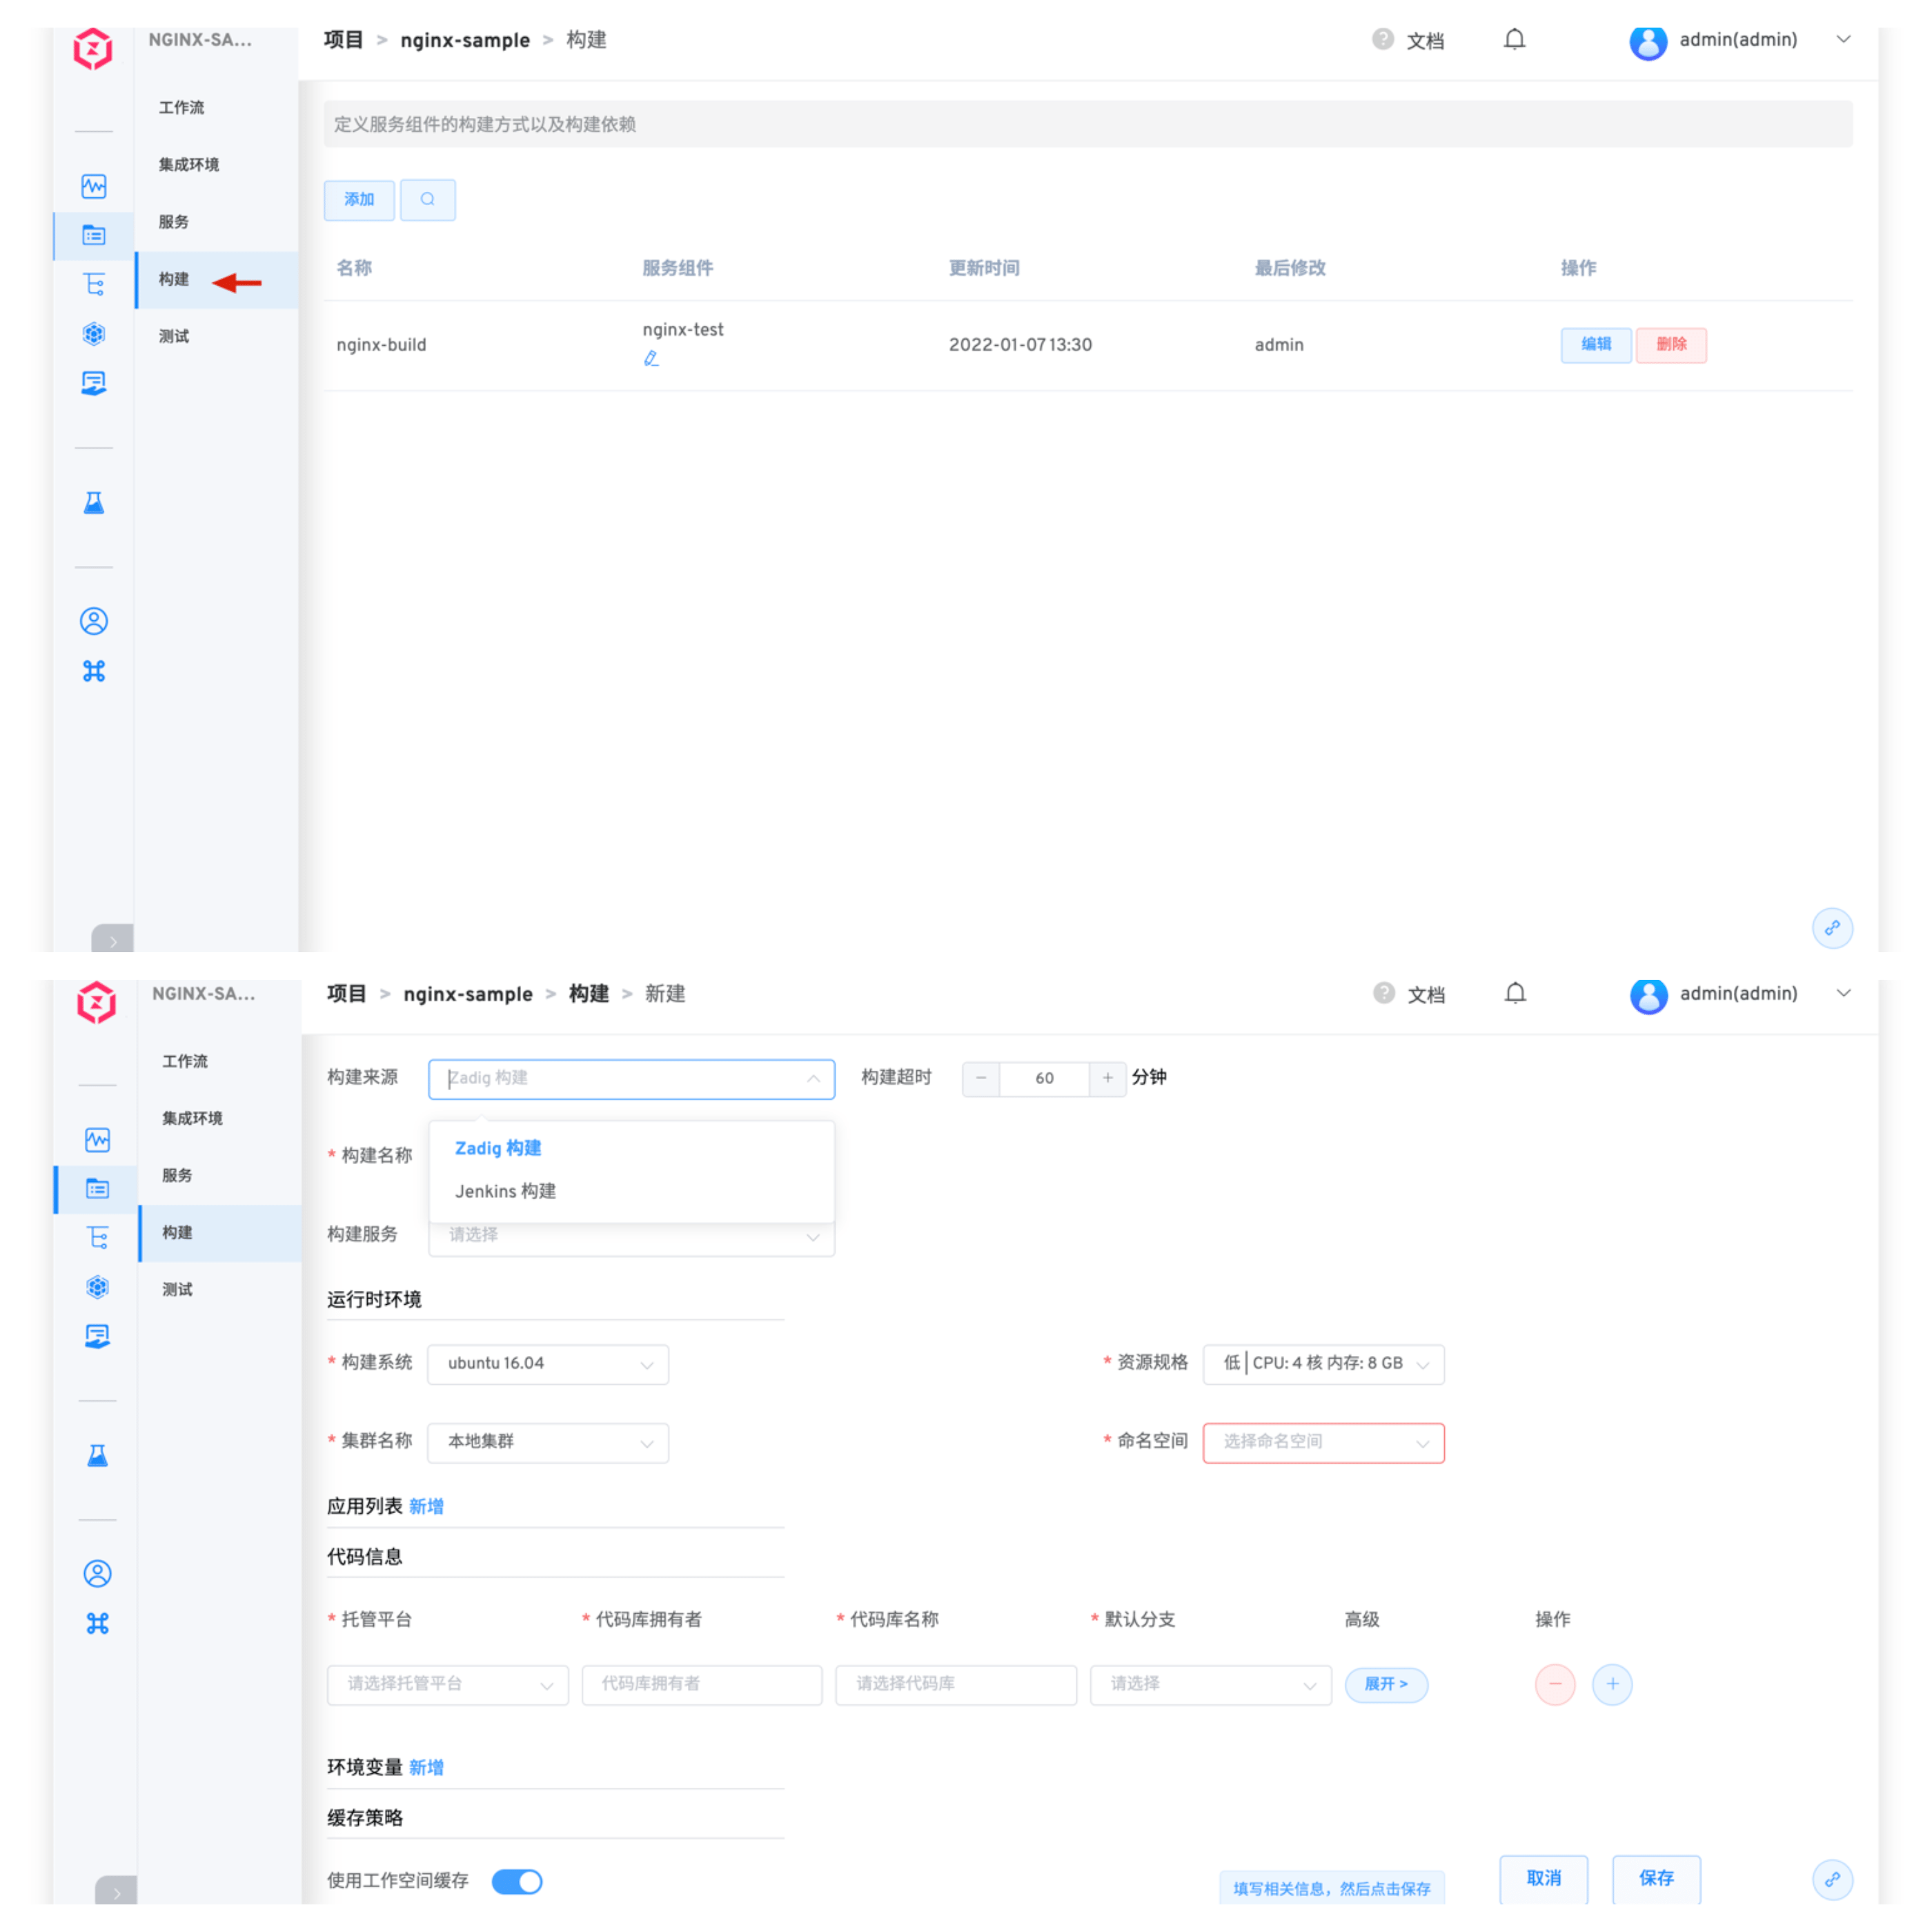 NGINX-SA...
项目 > nginx-sample > 构建
? 文档
admin(admin)
工作流
集成环境
服务
构建
测试
定义服务组件的构建方式以及构建依赖
添加
名称 服务组件 更新时间 最后修改 操作
nginx-build nginx-test 2022-01-07 13:30 admin 编辑 删除
NGINX-SA...
项目 > nginx-sample > 构建 > 新建
? 文档
admin(admin)
工作流
集成环境
服务
构建
测试
构建来源 Zadig 构建 构建超时 - 60 + 分钟
Zadig 构建
* 构建名称
Jenkins 构建
构建服务 请选择
运行时环境
* 构建系统 ubuntu 16.04 * 资源规格 低 | CPU: 4 核 内存: 8 GB
* 集群名称 本地集群 * 命名空间 选择命名空间
应用列表 新增
代码信息
* 托管平台 * 代码库拥有者 * 代码库名称 * 默认分支 高级 操作
请选择托管平台 代码库拥有者 请选择代码库 请选择 展开 > - +
环境变量 新增
缓存策略
使用工作空间缓存
填写相关信息，然后点击保存 取消 保存